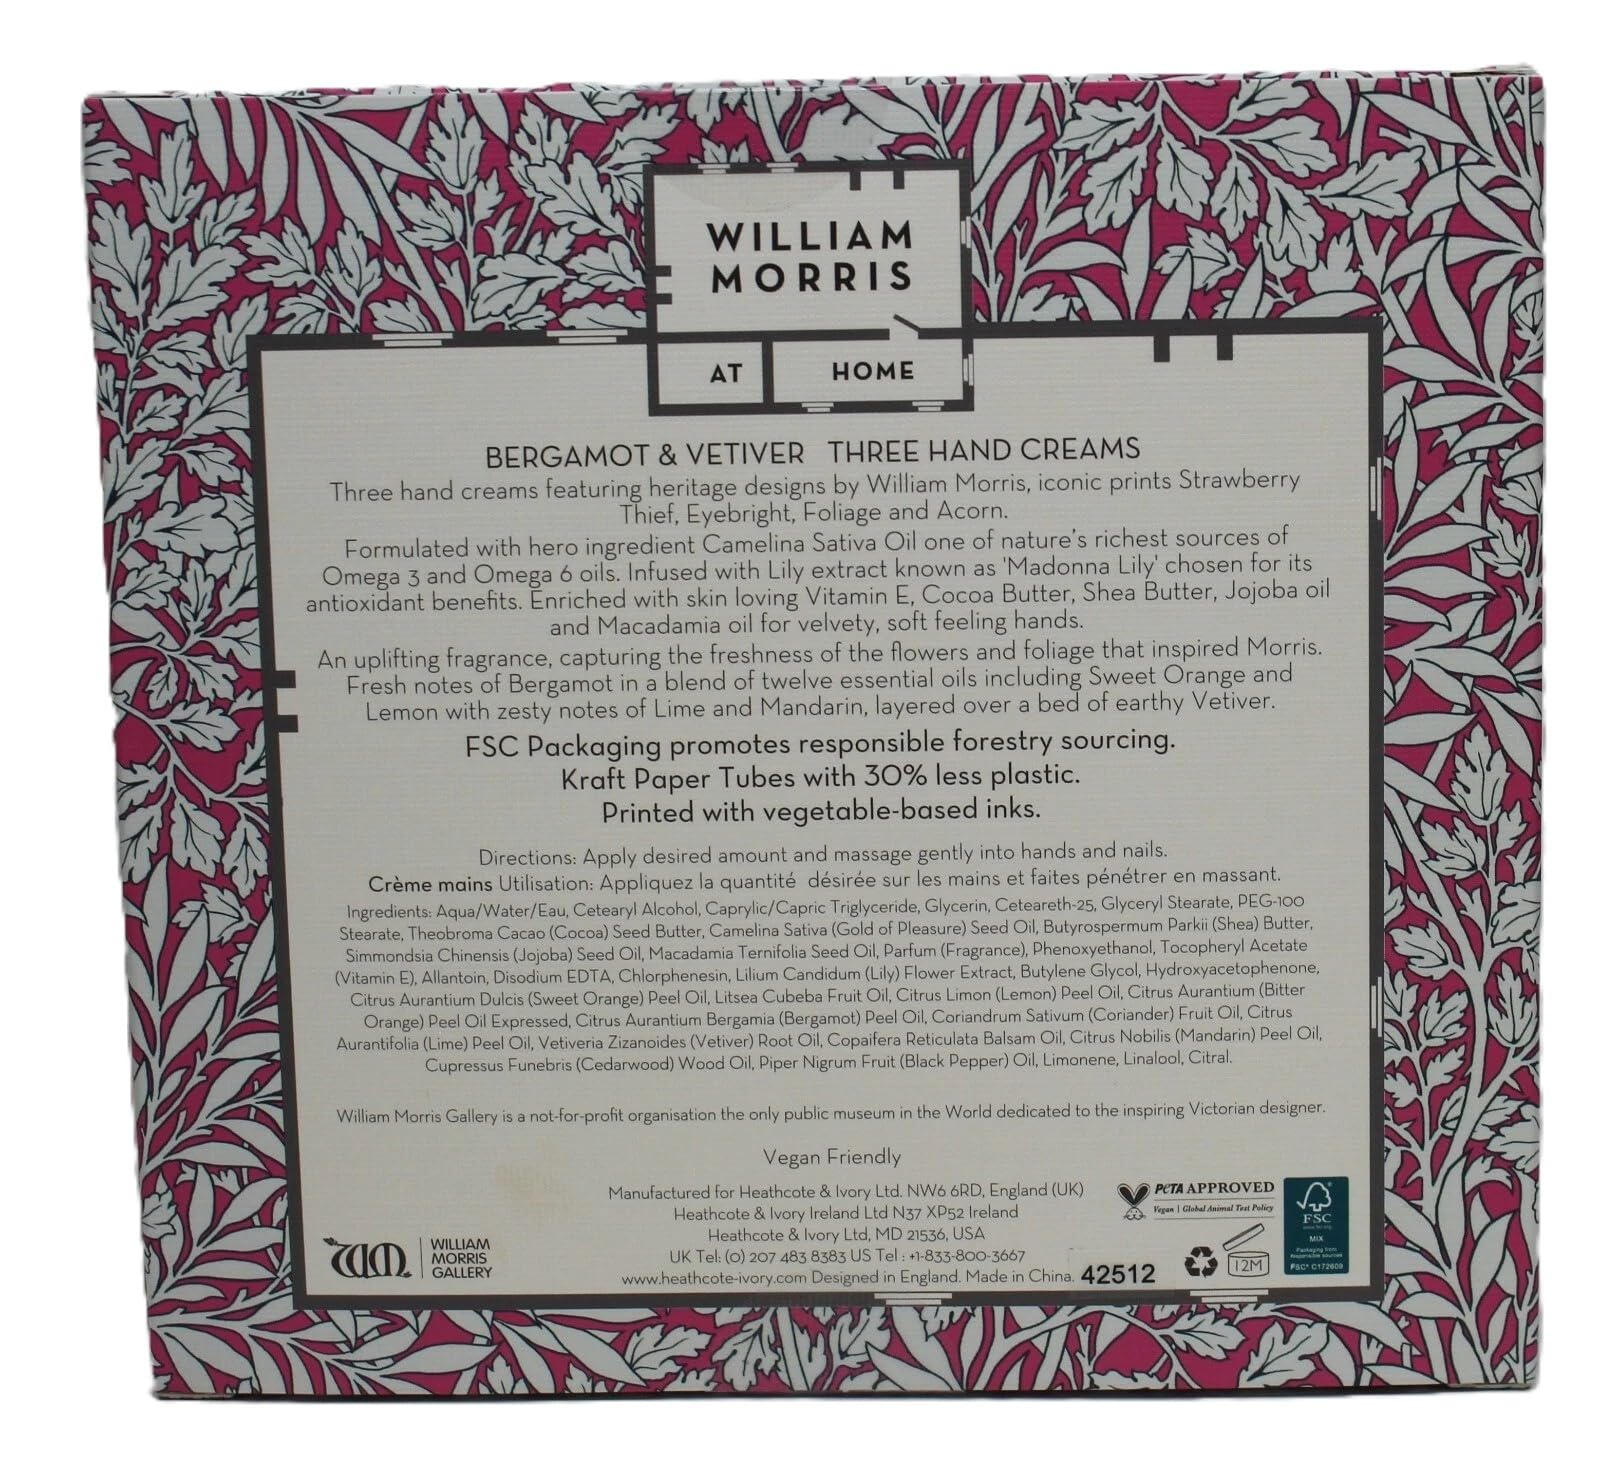 WILLIAM
MORRIS
AT HOME
BERGAMOT & VETIVER THREE HAND CREAMS
Three hand creams featuring heritage designs by William Morris, iconic prints Strawberry
Thief, Eyebright, Foliage and Acorn.
Formulated with hero ingredient Camelina Sativa Oil one of nature's richest sources of
Omega 3 and Omega 6 oils. Infused with Lily extract known as 'Madonna Lily' chosen for its
antioxidant benefits. Enriched with skin loving Vitamin E, Cocoa Butter, Shea Butter, Jojoba oil
and Macadamia oil for velvety, soft feeling hands.
An uplifting fragrance, capturing the freshness of the flowers and foliage that inspired Morris.
Fresh notes of Bergamot in a blend of twelve essential oils including Sweet Orange and
Lemon with zesty notes of Lime and Mandarin, layered over a bed of earthy Vetiver.
FSC Packaging promotes responsible forestry sourcing.
Kraft Paper Tubes with 30% less plastic.
Printed with vegetable-based inks.
Directions: Apply desired amount and massage gently into hands and nails.
Crème mains Utilisation: Appliquez la quantité désirée sur les mains et faites pénétrer en massant.
Ingredients: Aqua/Water/Eau, Cetearyl Alcohol, Caprylic/Capric Triglyceride, Glycerin, Ceteareth-25, Glyceryl Stearate, PEG-100
Stearate, Theobroma Cacao (Cocoa) Seed Butter, Camelina Sativa (Gold of Pleasure) Seed Oil, Butyrospermum Parkii (Shea) Butter,
Simmondsia Chinensis (Jojoba) Seed Oil, Macadamia Ternifolia Seed Oil, Parfum (Fragrance), Phenoxyethanol, Tocopheryl Acetate
(Vitamin E), Allantoin, Disodium EDTA, Chlorphenesin, Lilium Candidum (Lily) Flower Extract, Butylene Glycol, Hydroxyacetophenone,
Citrus Aurantium Dulcis (Sweet Orange) Peel Oil, Litsea Cubeba Fruit Oil, Citrus Limon (Lemon) Peel Oil, Citrus Aurantium (Bitter
Orange) Peel Oil Expressed, Citrus Aurantium Bergamia (Bergamot) Peel Oil, Coriandrum Sativum (Coriander) Fruit Oil, Citrus
Aurantifolia (Lime) Peel Oil, Vetiveria Zizanoides (Vetiver) Root Oil, Copaifera Reticulata Balsam Oil, Citrus Nobilis (Mandarin) Peel Oil,
Cupressus Funebris (Cedarwood) Wood Oil, Piper Nigrum Fruit (Black Pepper) Oil, Limonene, Linalool, Citral.
William Morris Gallery is a not-for-profit organisation the only public museum in the World dedicated to the inspiring Victorian designer.
Vegan Friendly
Manufactured for Heathcote & Ivory Ltd. NW6 6RD, England (UK)
Heathcote & Ivory Ireland Ltd N37 XP52 Ireland
Heathcote & Ivory Ltd, MD 21536, USA
UK Tel: (0) 207 483 8383 US Tel : +1-833-800-3667
www.heathcote-ivory.com Designed in England. Made in China. 42512
WM
WILLIAM
MORRIS
GALLERY
PETA APPROVED
Vegan | Global Animal Test Policy
12M
FSC
www.fsc.org
MIX
Packaging from
responsible sources
FSC® C172609